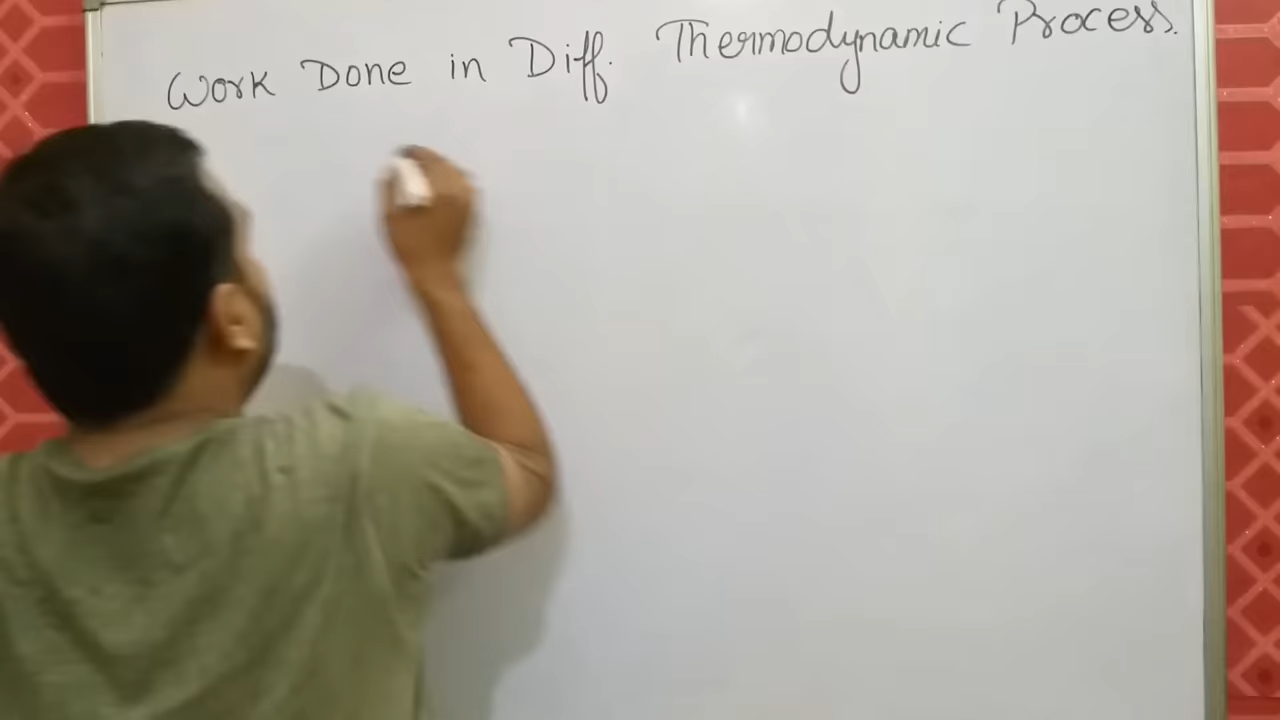 Work Done in Diff. Thermodynamic Process.